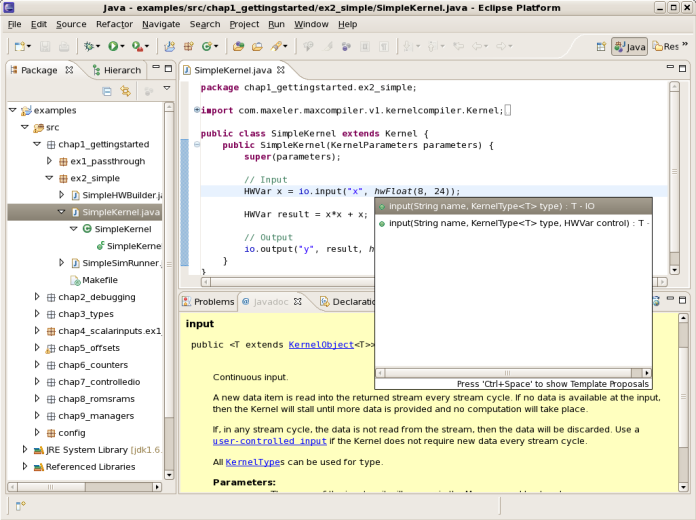 Java - examples/src/chap1_gettingstarted/ex2_simple/SimpleKernel.java - Eclipse Platform
File Edit Source Refactor Navigate Search Project Run Window Help
Java Res »
Package Hierarch
examples
src
chap1_gettingstarted
ex1_passthrough
ex2_simple
SimpleHWBuilder.ja
SimpleKernel.java
SimpleKernel
SimpleKerne
SimpleSimRunner.
Makefile
chap2_debugging
chap3_types
chap4_scalarinputs.ex1_
chap5_offsets
chap6_counters
chap7_controlledio
chap8_romsrams
chap9_managers
config
JRE System Library [jdk1.6.
Referenced Libraries
SimpleKernel.java
package chap1_gettingstarted.ex2_simple;
import com.maxeler.maxcompiler.v1.kernelcompiler.Kernel;
public class SimpleKernel extends Kernel {
public SimpleKernel(KernelParameters parameters) {
super(parameters);
// Input
HWVar x = io.input("x", hwFloat(8, 24));
HWVar result = x*x + x;
// Output
io.output("y", result, h
}
}
input(String name, KernelType<T> type) : T - IO
input(String name, KernelType<T> type, HWVar control) : T -
Press 'Ctrl+Space' to show Template Proposals
Problems @ Javadoc Declaratio
input
public <T extends KernelObject<T>>
Continuous input.
A new data item is read into the returned stream every stream cycle. If no data is available at the input,
then the Kernel will stall until more data is provided and no computation will take place.
If, in any stream cycle, the data is not read from the stream, then the data will be discarded. Use a
user-controlled input if the Kernel does not require new data every stream cycle.
All KernelTypes can be used for type.
Parameters: